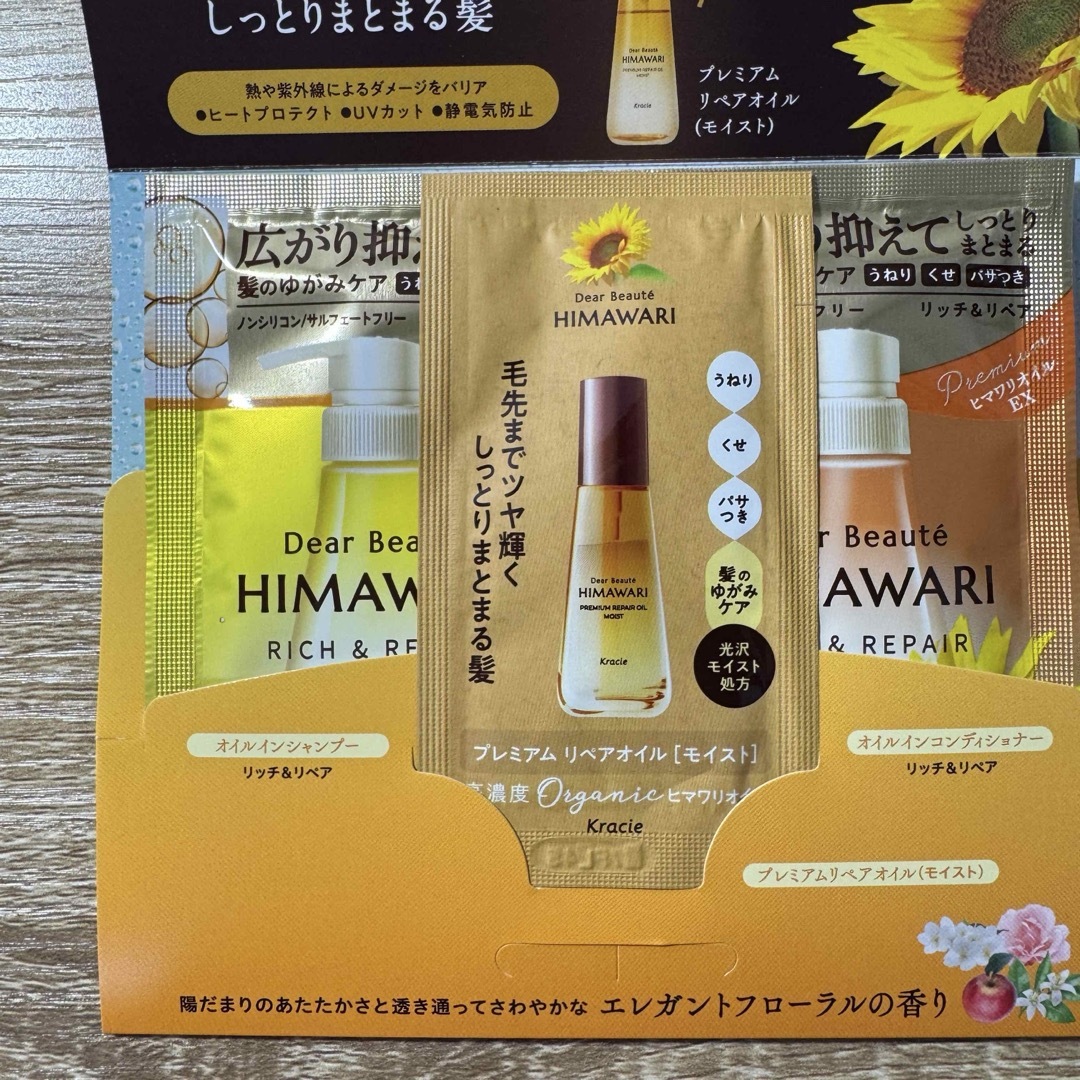 しっとりまとまる髪
熱や紫外線によるダメージをバリア
●ヒートプロテクト ●UVカット ●静電気防止
Dear Beauté
HIMAWARI
PREMIUM REPAIR OIL
MOIST
Kracie
プレミアム
リペアオイル
(モイスト)
広がり抑え
髪のゆがみケア
ノンシリコン/サルフェートフリー
Dear Bea
HIMAW
RICH & RE
Dear Beauté
HIMAWARI
毛先までツヤ輝く
しっとりまとまる髪
うねり
くせ
パサ
つき
髪の
ゆがみ
ケア
光沢
モイスト
処方
Dear Beauté
HIMAWARI
PREMIUM REPAIR OIL
MOIST
Kracie
プレミアム リペアオイル [モイスト]
高濃度 Organic ヒマワリオイ
Kracie
抑えて しっとり
まとまる
ケア うねり くせ パサつき
フリー リッチ&リペア
Premium
ヒマワリオイル
EX
r Beauté
AWARI
& REPAIR
オイルインシャンプー
リッチ&リペア
オイルインコンディショナー
リッチ&リペア
プレミアムリペアオイル(モイスト)
陽だまりのあたたかさと透き通ってさわやかな エレガントフローラルの香り